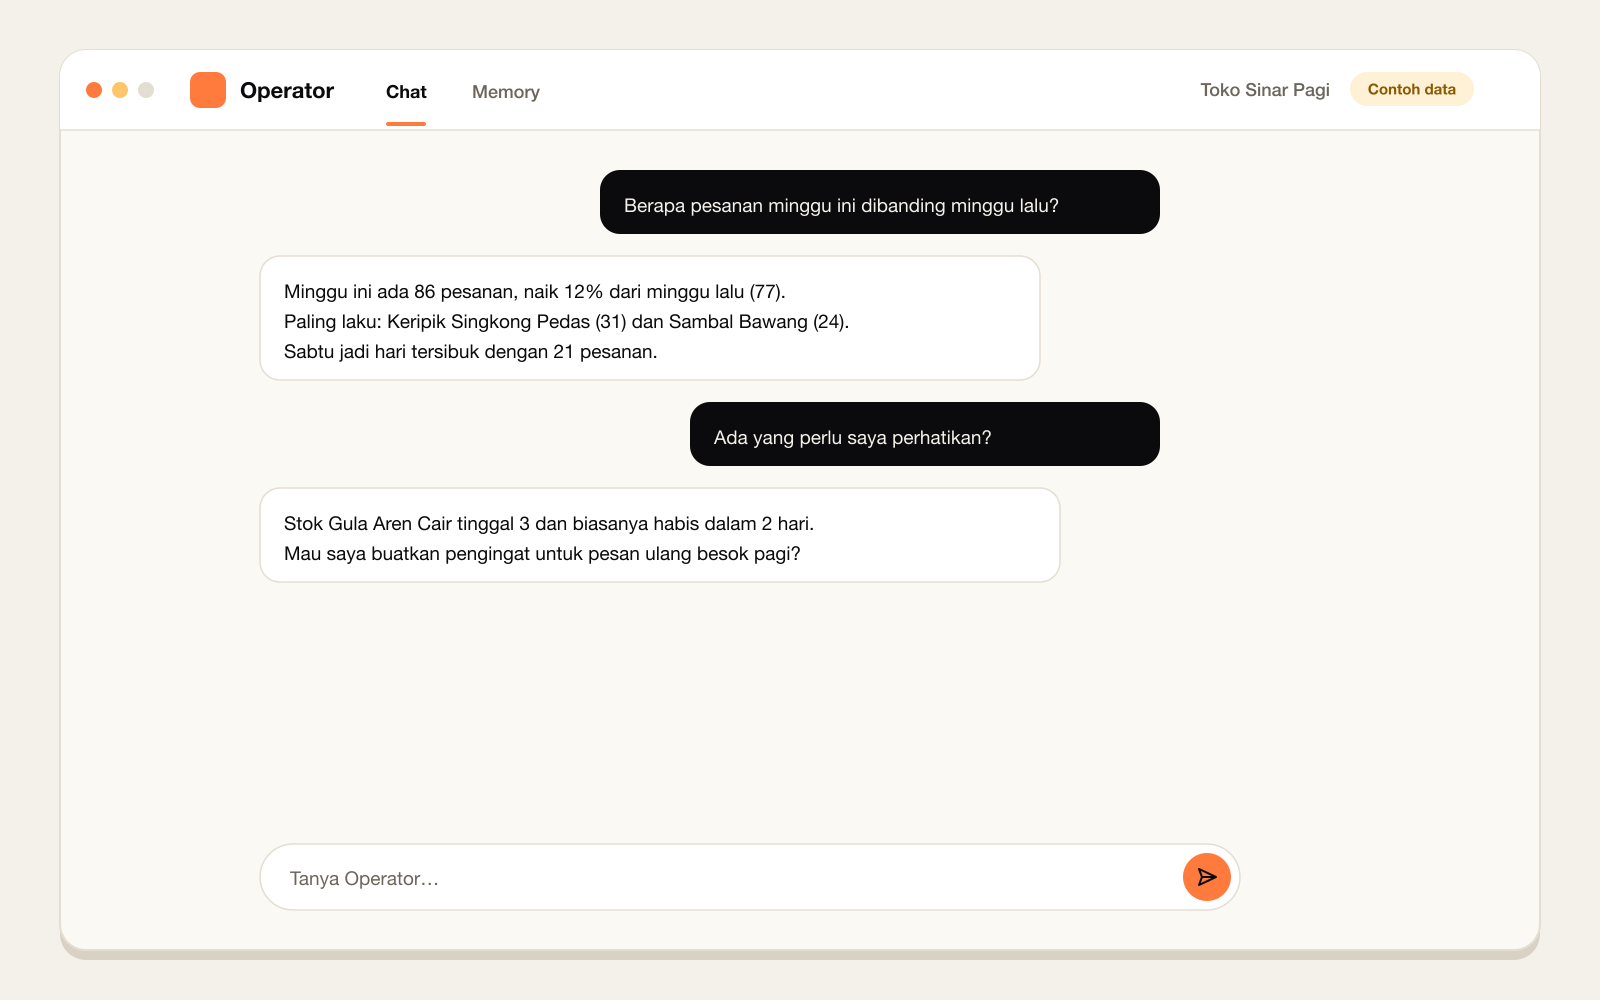 Operator
Chat
Memory
Toko Sinar Pagi
Contoh data
Berapa pesanan minggu ini dibanding minggu lalu?
Minggu ini ada 86 pesanan, naik 12% dari minggu lalu (77).
Paling laku: Keripik Singkong Pedas (31) dan Sambal Bawang (24).
Sabtu jadi hari tersibuk dengan 21 pesanan.
Ada yang perlu saya perhatikan?
Stok Gula Aren Cair tinggal 3 dan biasanya habis dalam 2 hari.
Mau saya buatkan pengingat untuk pesan ulang besok pagi?
Tanya Operator…